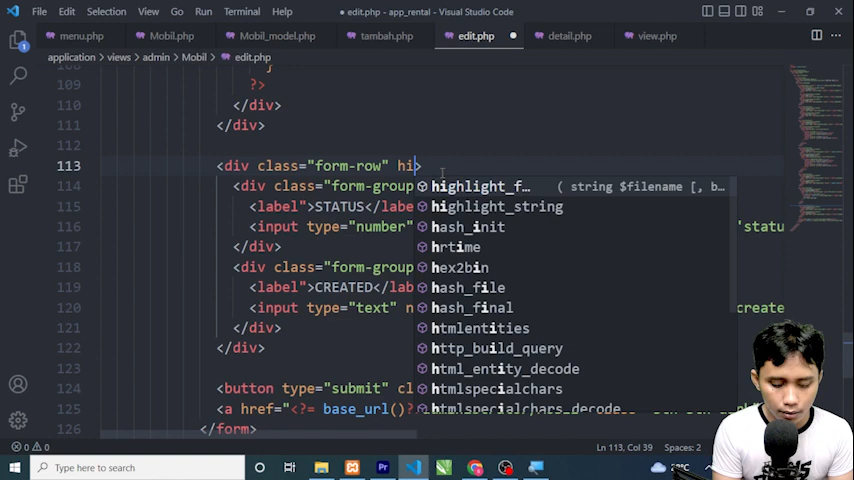 File Edit Selection View Go Run Terminal Help
edit.php - app_rental - Visual Studio Code
menu.php Mobil.php Mobil_model.php tambah.php edit.php detail.php view.php
application > views > admin > Mobil > edit.php
109 ?>
110 </div>
111 </div>
112
113 <div class="form-row" hi>
114 <div class="form-group
115 <label">STATUS</labe
116 <input type="number" 'statu
117 </div>
118 <div class="form-group
119 <label">CREATED</lab
120 <input type="text" n create
121 </div>
122 </div>
123
124 <button type="submit" cl
125 <a href="<?= base_url()?
126 </form>
highlight_f… ( string $filename [, b…
highlight_string
hash_init
hrtime
hex2bin
hash_file
hash_final
htmlentities
http_build_query
html_entity_decode
htmlspecialchars
htmlspecialchars_decode
0 0
Ln 113, Col 39 Spaces: 2
Type here to search